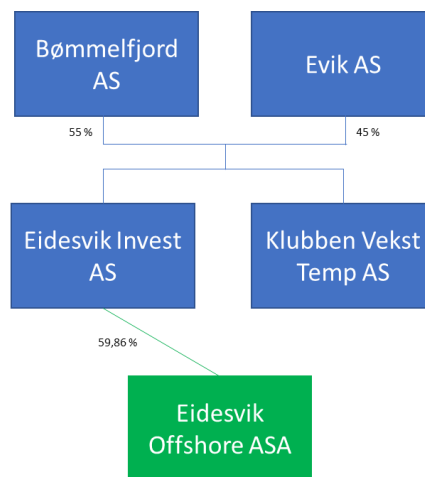 Bømmelfjord
AS
Evik AS
55 %
45 %
Eidesvik Invest
AS
Klubben Vekst
Temp AS
59,86 %
Eidesvik
Offshore ASA